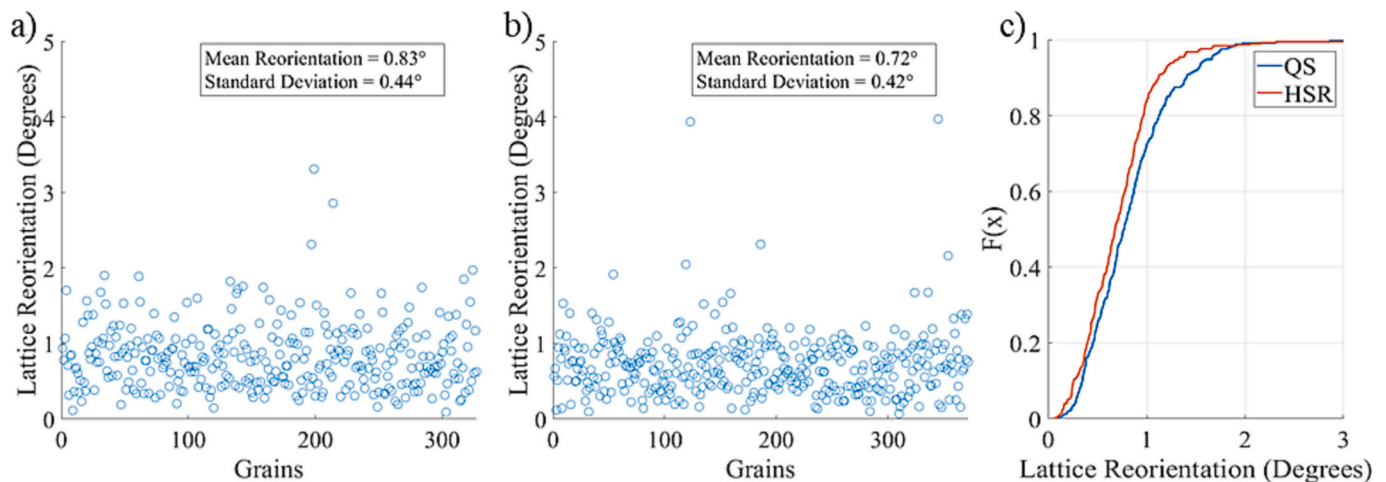 a)
Lattice Reorientation (Degrees)
5
4
3
2
1
0
Mean Reorientation = 0.83°
Standard Deviation = 0.44°
0 100 200 300
Grains
b)
Lattice Reorientation (Degrees)
5
4
3
2
1
0
Mean Reorientation = 0.72°
Standard Deviation = 0.42°
0 100 200 300
Grains
c)
F(x)
1
0.8
0.6
0.4
0.2
0
QS
HSR
0 1 2 3
Lattice Reorientation (Degrees)